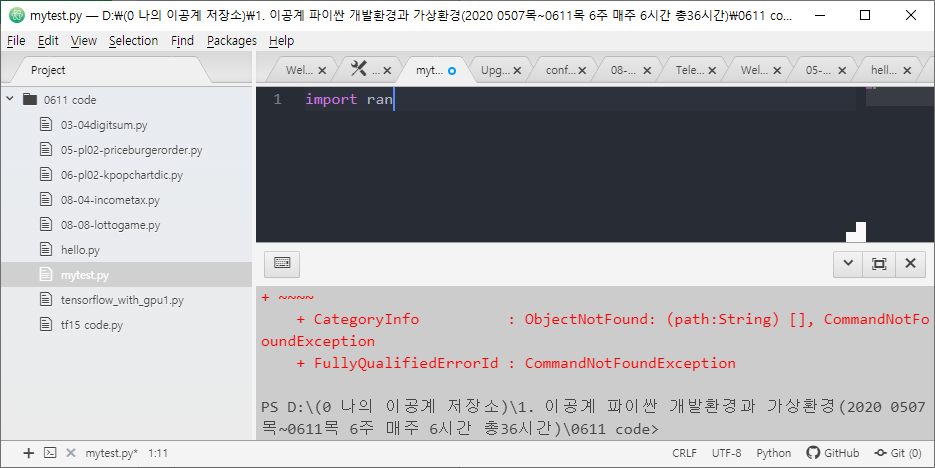 mytest.py — D:₩(0 나의 이공계 저장소)₩1. 이공계 파이썬 개발환경과 가상환경(2020 0507목~0611목 6주 매주 6시간 총36시간)₩0611 co...
File Edit View Selection Find Packages Help
Project
Wel... ... myt... Upg... conf... 08-... Tele... Wel... 05-... hell...
0611 code
03-04digitsum.py
05-pl02-priceburgerorder.py
06-pl02-kpopchartdic.py
08-04-incometax.py
08-08-lottogame.py
hello.py
mytest.py
tensorflow_with_gpu1.py
tf15 code.py
1 import ran
+ ~~~~
+ CategoryInfo : ObjectNotFound: (path:String) [], CommandNotFo
undException
+ FullyQualifiedErrorId : CommandNotFoundException
PS D:\(0 나의 이공계 저장소)\1. 이공계 파이싼 개발환경과 가상환경(2020 0507
목~0611목 6주 매주 6시간 총36시간)\0611 code>
mytest.py* 1:11 CRLF UTF-8 Python GitHub Git (0)